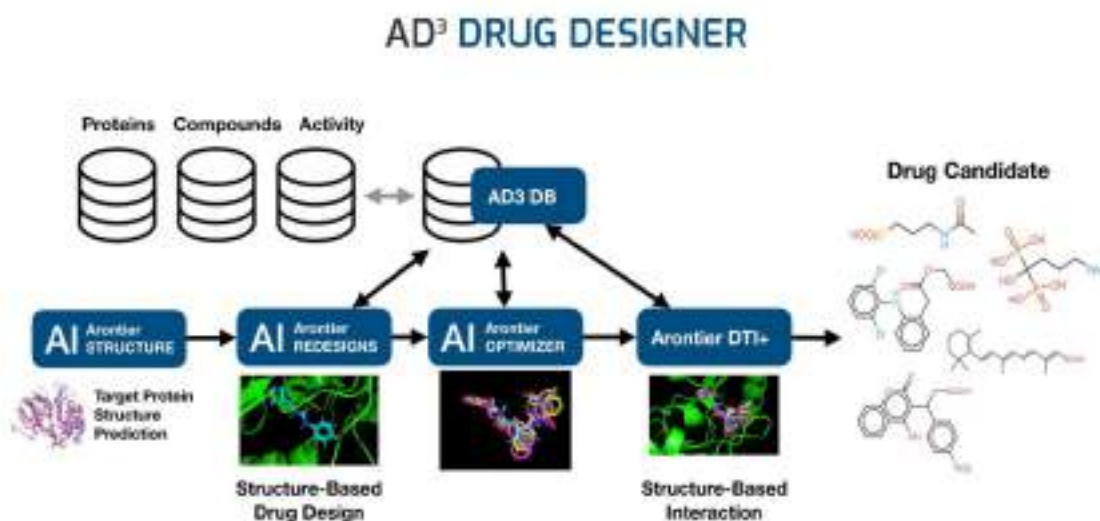 AD³ DRUG DESIGNER
Proteins Compounds Activity
AD3 DB
Drug Candidate
AI Arontier STRUCTURE
AI Arontier REDESIGNS
AI Arontier OPTIMIZER
Arontier DTI+
Target Protein
Structure
Prediction
Structure-Based
Drug Design
Structure-Based
Interaction